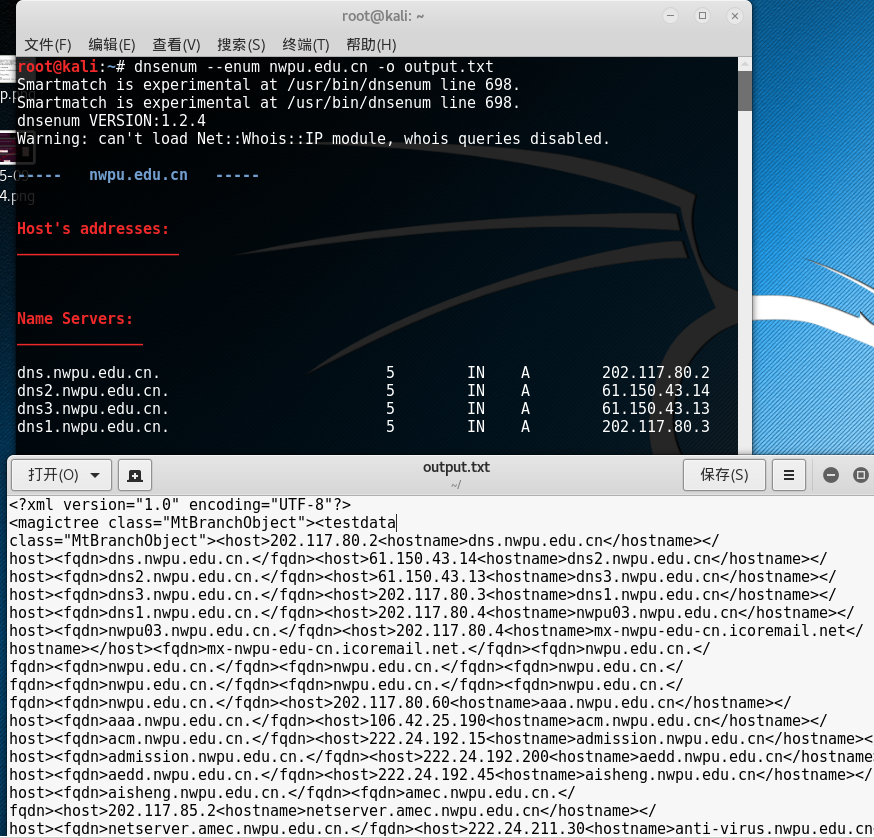 root@kali: ~
文件(F) 编辑(E) 查看(V) 搜索(S) 终端(T) 帮助(H)
root@kali:~# dnsenum --enum nwpu.edu.cn -o output.txt
Smartmatch is experimental at /usr/bin/dnsenum line 698.
Smartmatch is experimental at /usr/bin/dnsenum line 698.
dnsenum VERSION:1.2.4
Warning: can't load Net::Whois::IP module, whois queries disabled.
----- nwpu.edu.cn -----
Host's addresses:
Name Servers:
dns.nwpu.edu.cn. 5 IN A 202.117.80.2
dns2.nwpu.edu.cn. 5 IN A 61.150.43.14
dns3.nwpu.edu.cn. 5 IN A 61.150.43.13
dns1.nwpu.edu.cn. 5 IN A 202.117.80.3
4.png
打开(O) output.txt 保存(S)
~/
<?xml version="1.0" encoding="UTF-8"?>
<magictree class="MtBranchObject"><testdata
class="MtBranchObject"><host>202.117.80.2<hostname>dns.nwpu.edu.cn</hostname></
host><fqdn>dns.nwpu.edu.cn.</fqdn><host>61.150.43.14<hostname>dns2.nwpu.edu.cn</hostname></
host><fqdn>dns2.nwpu.edu.cn.</fqdn><host>61.150.43.13<hostname>dns3.nwpu.edu.cn</hostname></
host><fqdn>dns3.nwpu.edu.cn.</fqdn><host>202.117.80.3<hostname>dns1.nwpu.edu.cn</hostname></
host><fqdn>dns1.nwpu.edu.cn.</fqdn><host>202.117.80.4<hostname>nwpu03.nwpu.edu.cn</hostname></
host><fqdn>nwpu03.nwpu.edu.cn.</fqdn><host>202.117.80.4<hostname>mx-nwpu-edu-cn.icoremail.net</
hostname></host><fqdn>mx-nwpu-edu-cn.icoremail.net.</fqdn><fqdn>nwpu.edu.cn.</
fqdn><fqdn>nwpu.edu.cn.</fqdn><fqdn>nwpu.edu.cn.</fqdn><fqdn>nwpu.edu.cn.</
fqdn><fqdn>nwpu.edu.cn.</fqdn><fqdn>nwpu.edu.cn.</fqdn><fqdn>nwpu.edu.cn.</
fqdn><fqdn>nwpu.edu.cn.</fqdn><host>202.117.80.60<hostname>aaa.nwpu.edu.cn</hostname></
host><fqdn>aaa.nwpu.edu.cn.</fqdn><host>106.42.25.190<hostname>acm.nwpu.edu.cn</hostname></
host><fqdn>acm.nwpu.edu.cn.</fqdn><host>222.24.192.15<hostname>admission.nwpu.edu.cn</hostname><
host><fqdn>admission.nwpu.edu.cn.</fqdn><host>222.24.192.200<hostname>aedd.nwpu.edu.cn</hostname
host><fqdn>aedd.nwpu.edu.cn.</fqdn><host>222.24.192.45<hostname>aisheng.nwpu.edu.cn</hostname></
host><fqdn>aisheng.nwpu.edu.cn.</fqdn><fqdn>amec.nwpu.edu.cn.</
fqdn><host>202.117.85.2<hostname>netserver.amec.nwpu.edu.cn</hostname></
host><fqdn>netserver.amec.nwpu.edu.cn.</fqdn><host>222.24.211.30<hostname>anti-virus.nwpu.edu.cn